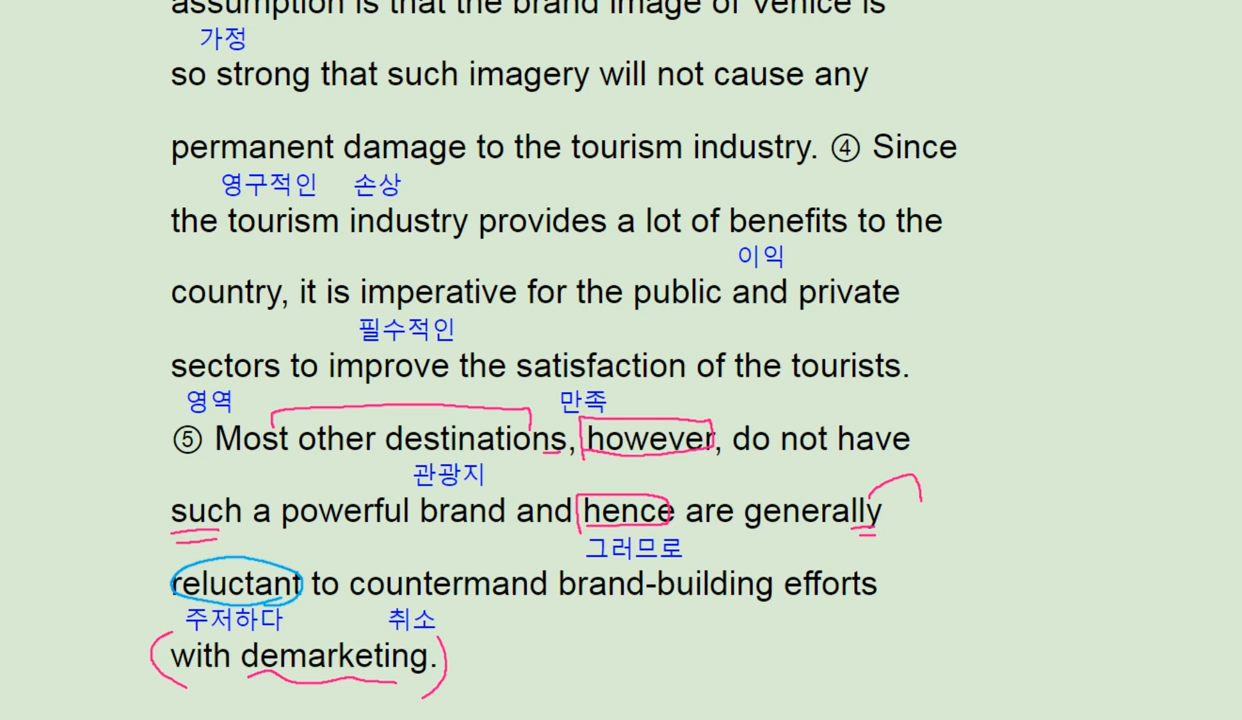 assumption is that the brand image of Venice is
가정
so strong that such imagery will not cause any
permanent damage to the tourism industry. ④ Since
영구적인 손상
the tourism industry provides a lot of benefits to the
이익
country, it is imperative for the public and private
필수적인
sectors to improve the satisfaction of the tourists.
영역 만족
⑤ Most other destinations, however, do not have
관광지
such a powerful brand and hence are generally
그러므로
reluctant to countermand brand-building efforts
주저하다 취소
with demarketing.